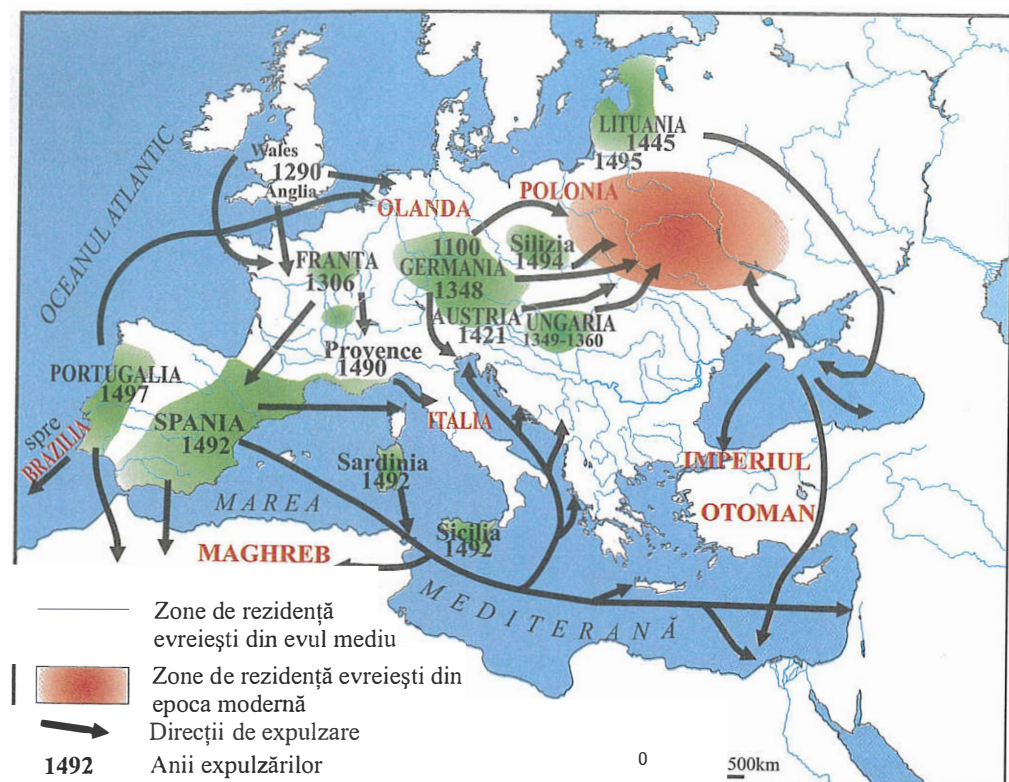 LITUANIA
1445
1495
Wales
1290
Anglia
POLONIA
OLANDA
OCEANUL ATLANTIC
1100
GERMANIA
1348
Silizia
1494
FRANȚA
1306
AUSTRIA
1421
UNGARIA
1349-1360
Provence
1490
PORTUGALIA
1497
SPANIA
1492
ITALIA
spre
BRAZILIA
Sardinia
1492
IMPERIUL
OTOMAN
MAREA
Sicilia
1492
MAGHREB
MEDITERANĂ
Zone de rezidență
evreiești din evul mediu
Zone de rezidență evreiești din
epoca modernă
Direcții de expulzare
1492 Anii expulzărilor
0 500km